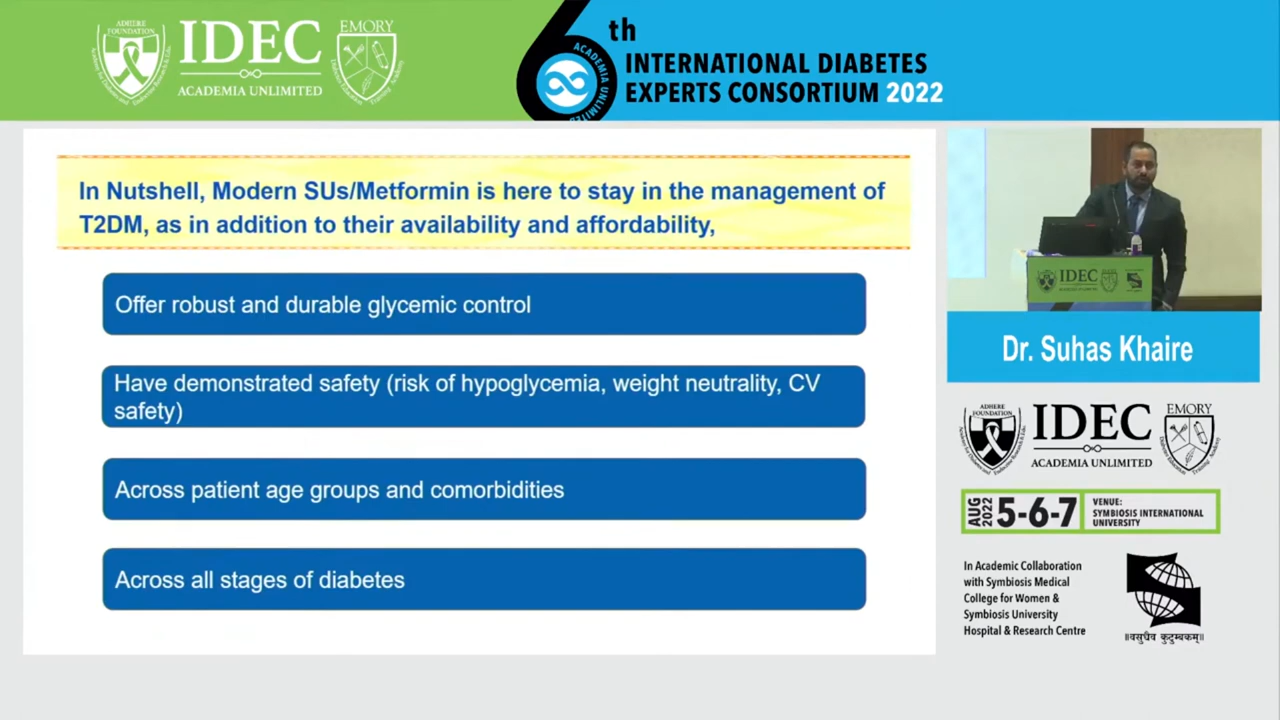 ADHERE
FOUNDATION
IDEC
ACADEMIA UNLIMITED
EMORY
6th
ACADEMIA UNLIMITED
INTERNATIONAL DIABETES
EXPERTS CONSORTIUM 2022
In Nutshell, Modern SUs/Metformin is here to stay in the management of
T2DM, as in addition to their availability and affordability,
Offer robust and durable glycemic control
Have demonstrated safety (risk of hypoglycemia, weight neutrality, CV
safety)
Across patient age groups and comorbidities
Across all stages of diabetes
IDEC
Dr. Suhas Khaire
ADHERE
FOUNDATION
IDEC
ACADEMIA UNLIMITED
EMORY
AUG
2022
5-6-7
VENUE:
SYMBIOSIS INTERNATIONAL
UNIVERSITY
In Academic Collaboration
with Symbiosis Medical
College for Women &
Symbiosis University
Hospital & Research Centre
॥वसुधैव कुटुम्बकम्॥